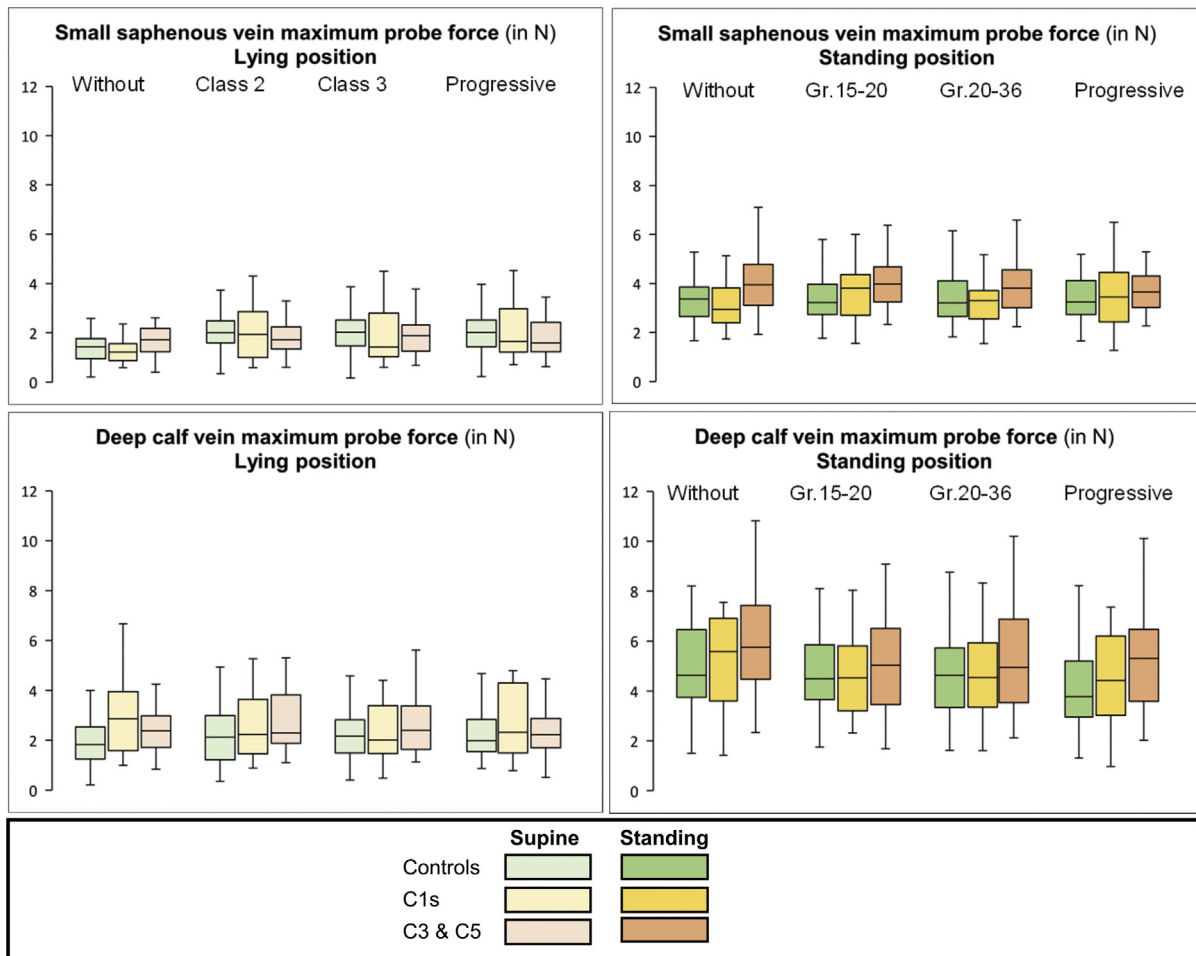 Small saphenous vein maximum probe force (in N)
Lying position
Without Class 2 Class 3 Progressive
12
10
8
6
4
2
0
Small saphenous vein maximum probe force (in N)
Standing position
Without Gr.15-20 Gr.20-36 Progressive
12
10
8
6
4
2
0
Deep calf vein maximum probe force (in N)
Lying position
12
10
8
6
4
2
0
Deep calf vein maximum probe force (in N)
Standing position
Without Gr.15-20 Gr.20-36 Progressive
12
10
8
6
4
2
0
Supine Standing
Controls
C1s
C3 & C5